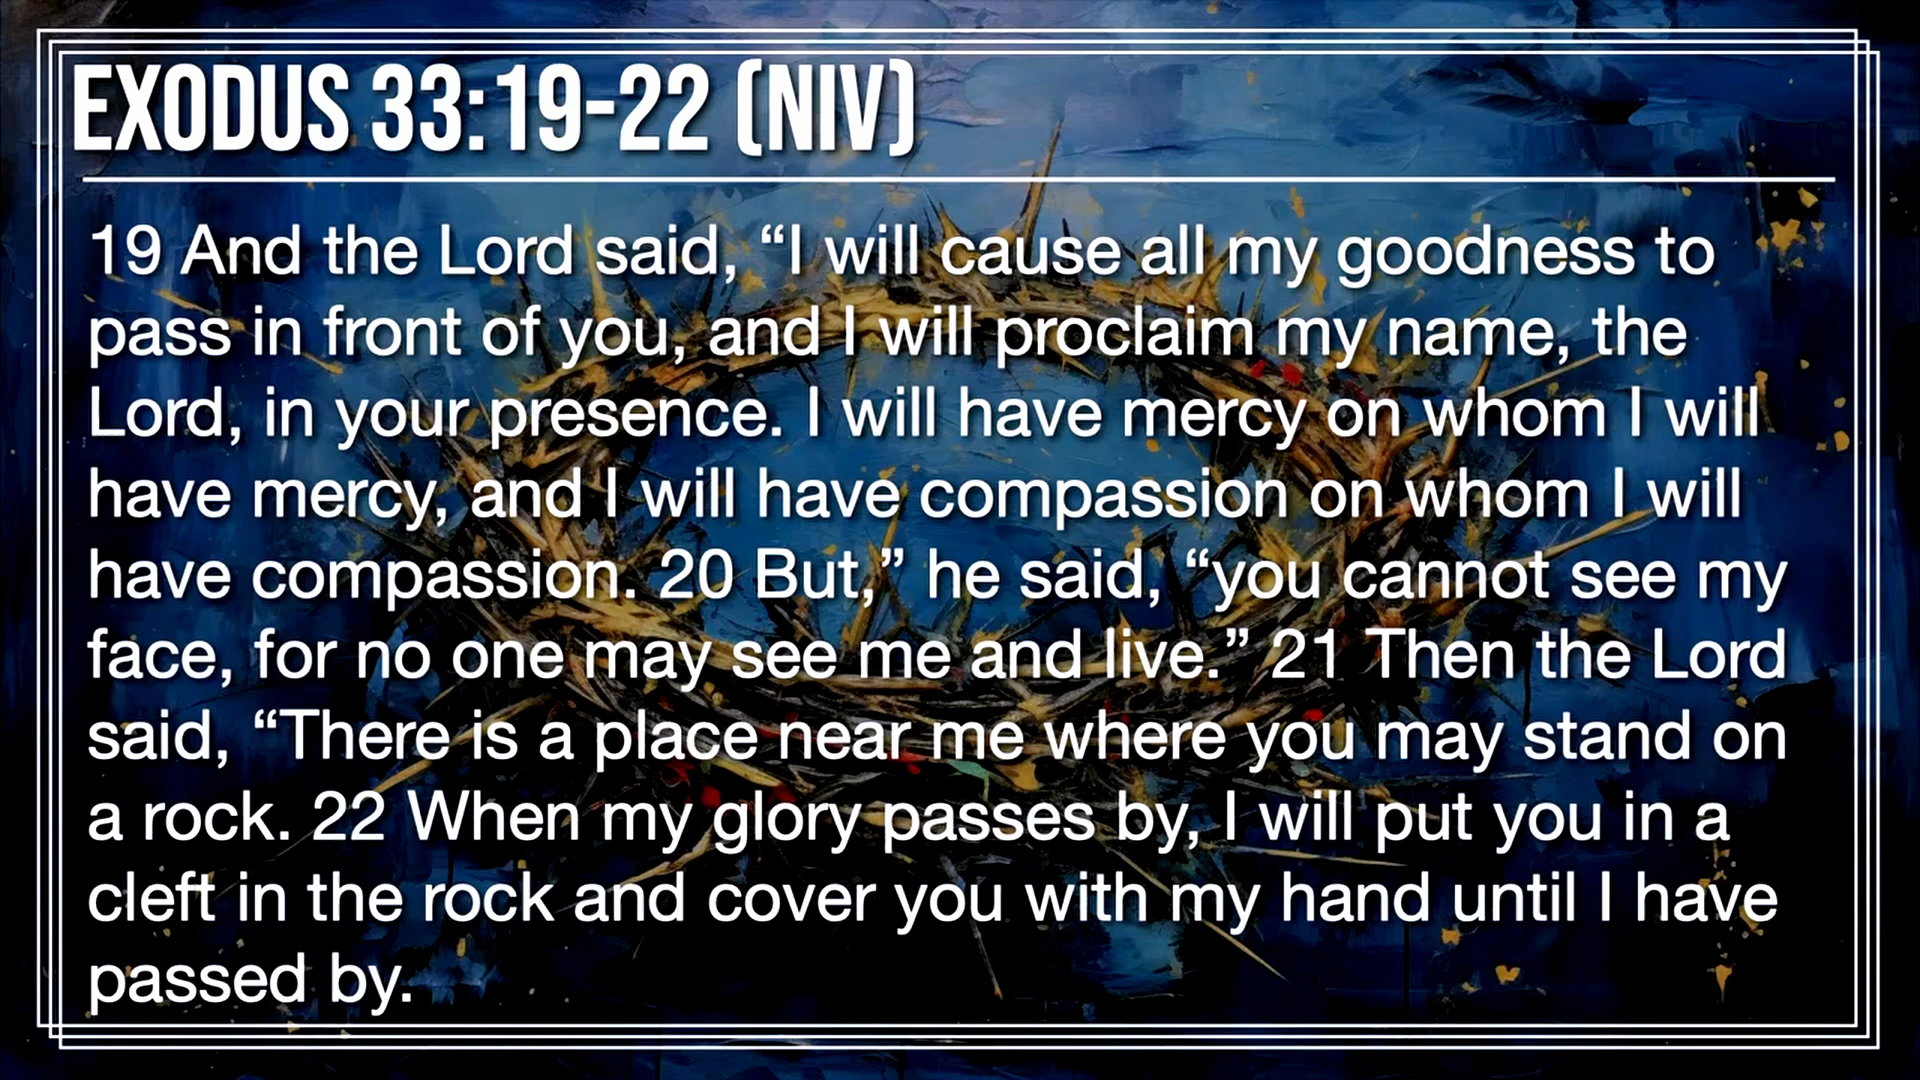 EXODUS 33:19-22 (NIV)
19 And the Lord said, “I will cause all my goodness to
pass in front of you, and I will proclaim my name, the
Lord, in your presence. I will have mercy on whom I will
have mercy, and I will have compassion on whom I will
have compassion. 20 But,” he said, “you cannot see my
face, for no one may see me and live.” 21 Then the Lord
said, “There is a place near me where you may stand on
a rock. 22 When my glory passes by, I will put you in a
cleft in the rock and cover you with my hand until I have
passed by.